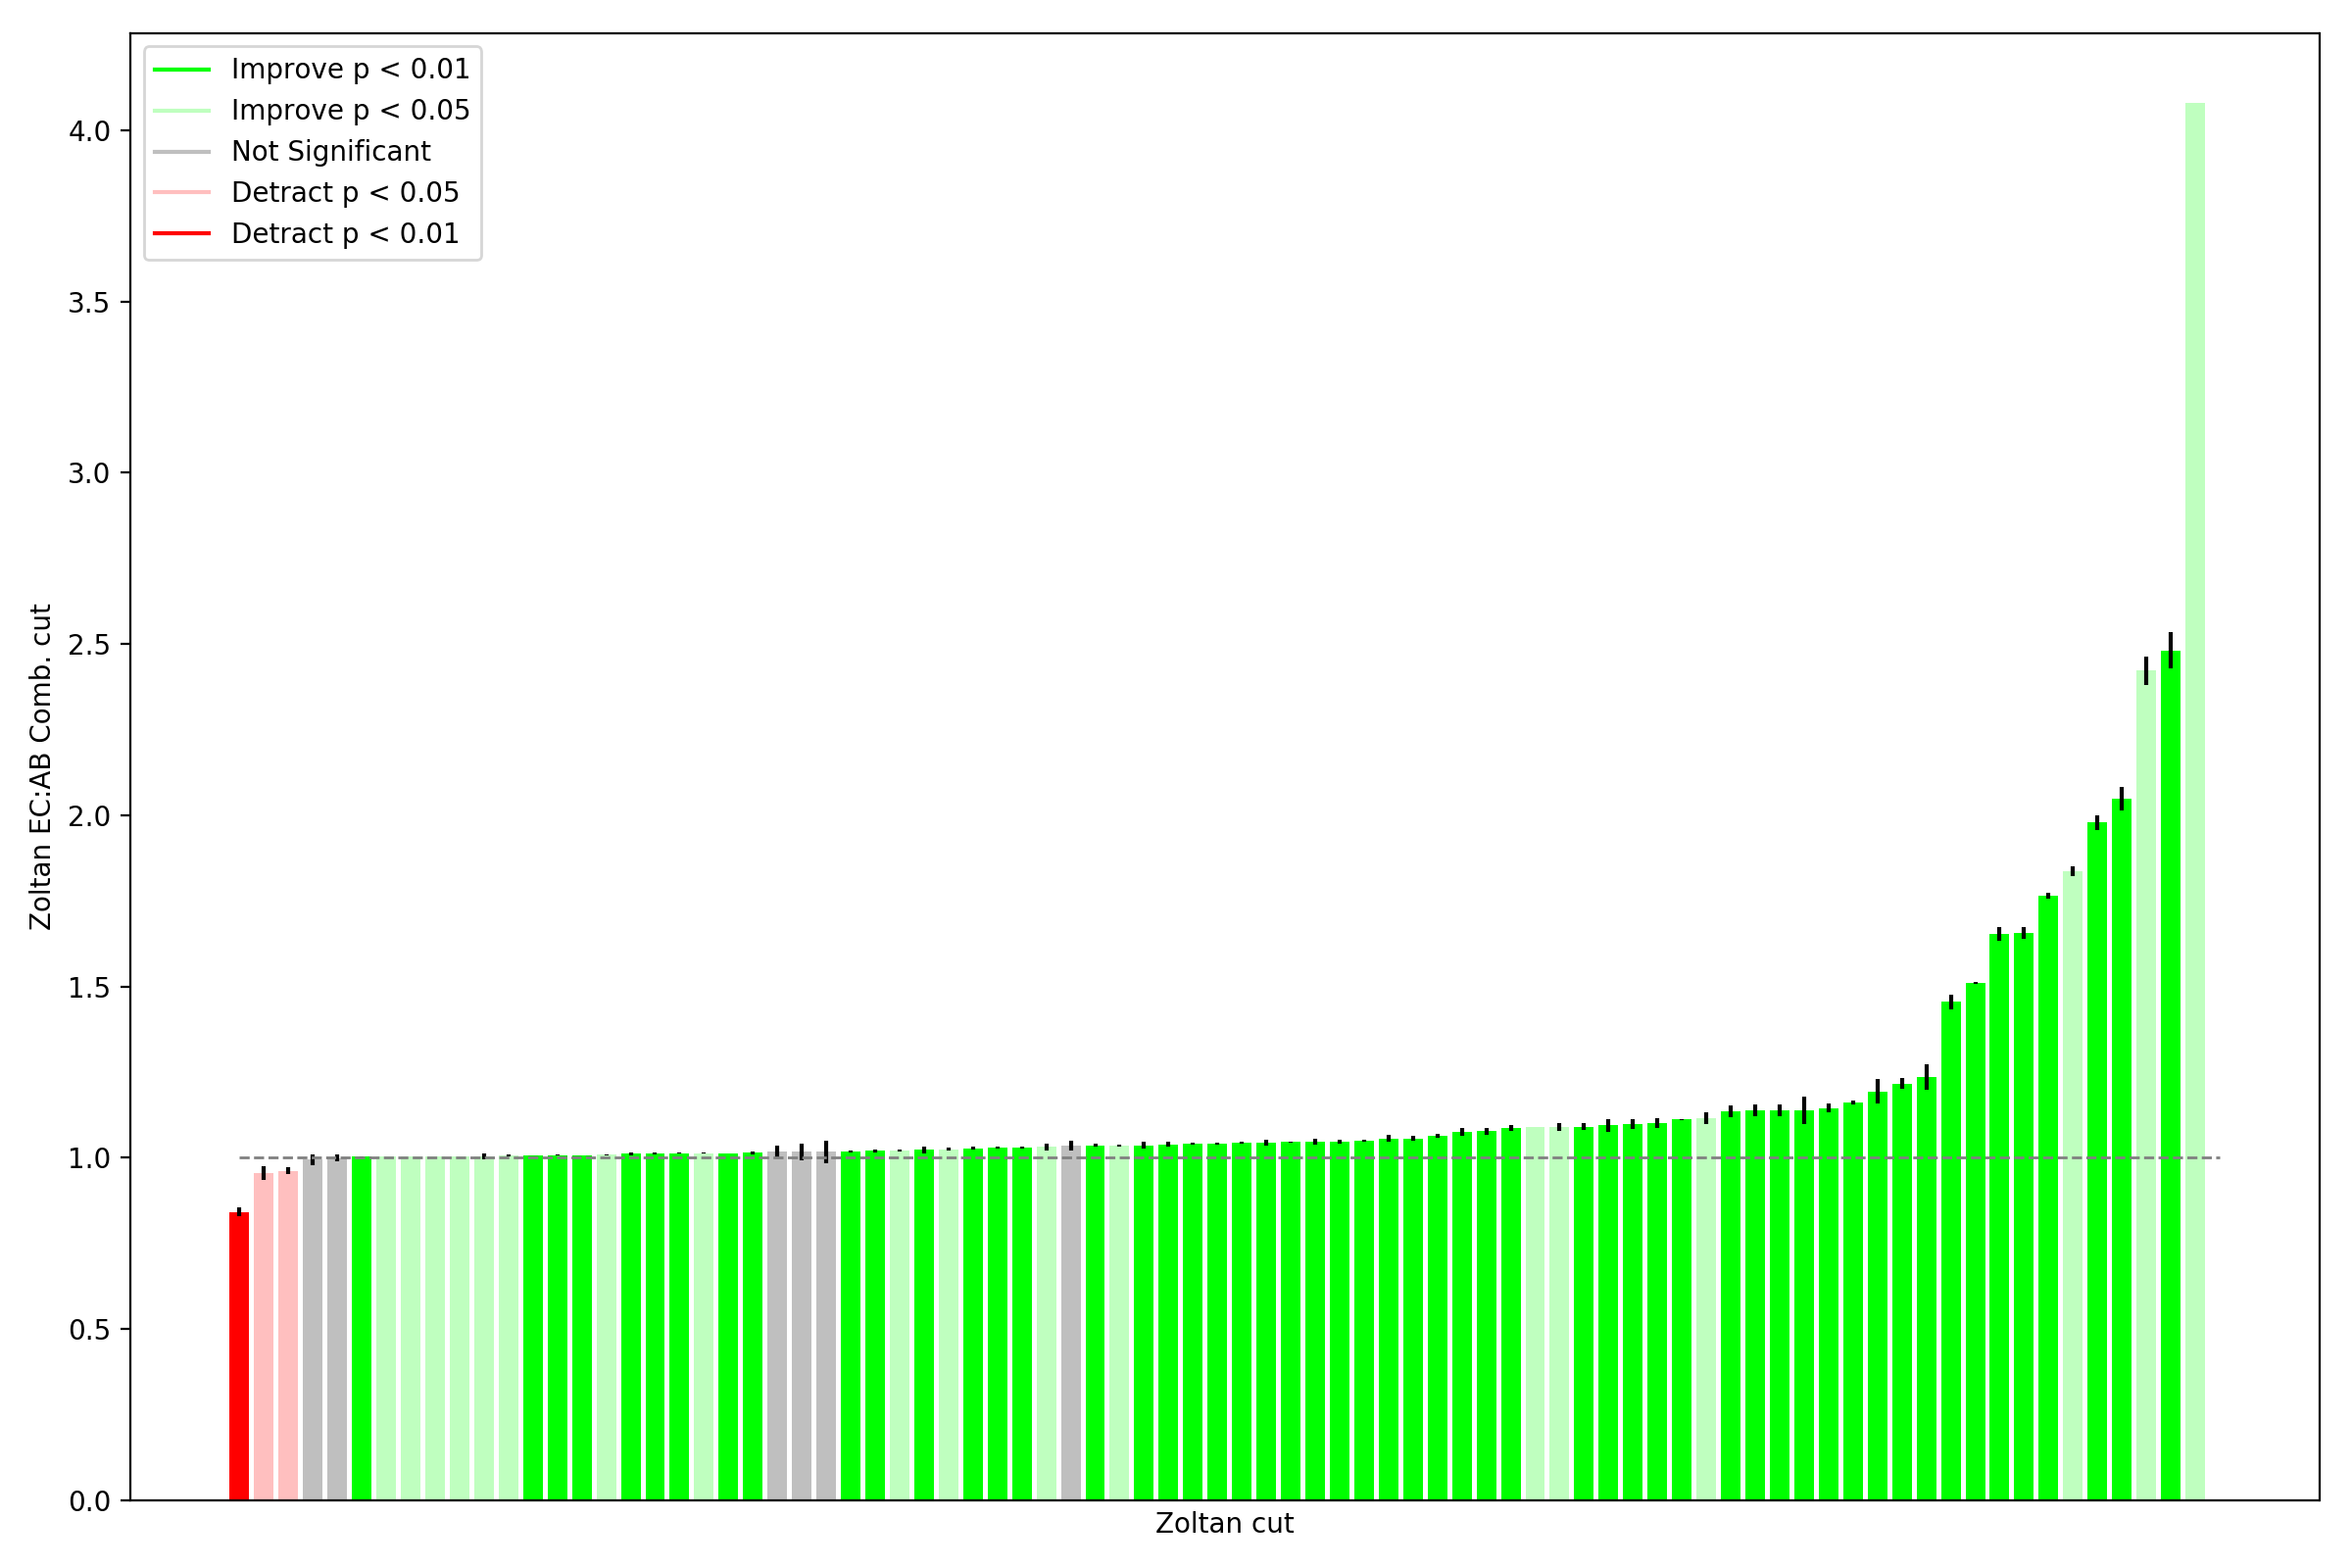 Improve p < 0.01
Improve p < 0.05
Not Significant
Detract p < 0.05
Detract p < 0.01
4.0
3.5
3.0
2.5
2.0
1.5
1.0
0.5
0.0
Zoltan EC:AB Comb. cut
Zoltan cut